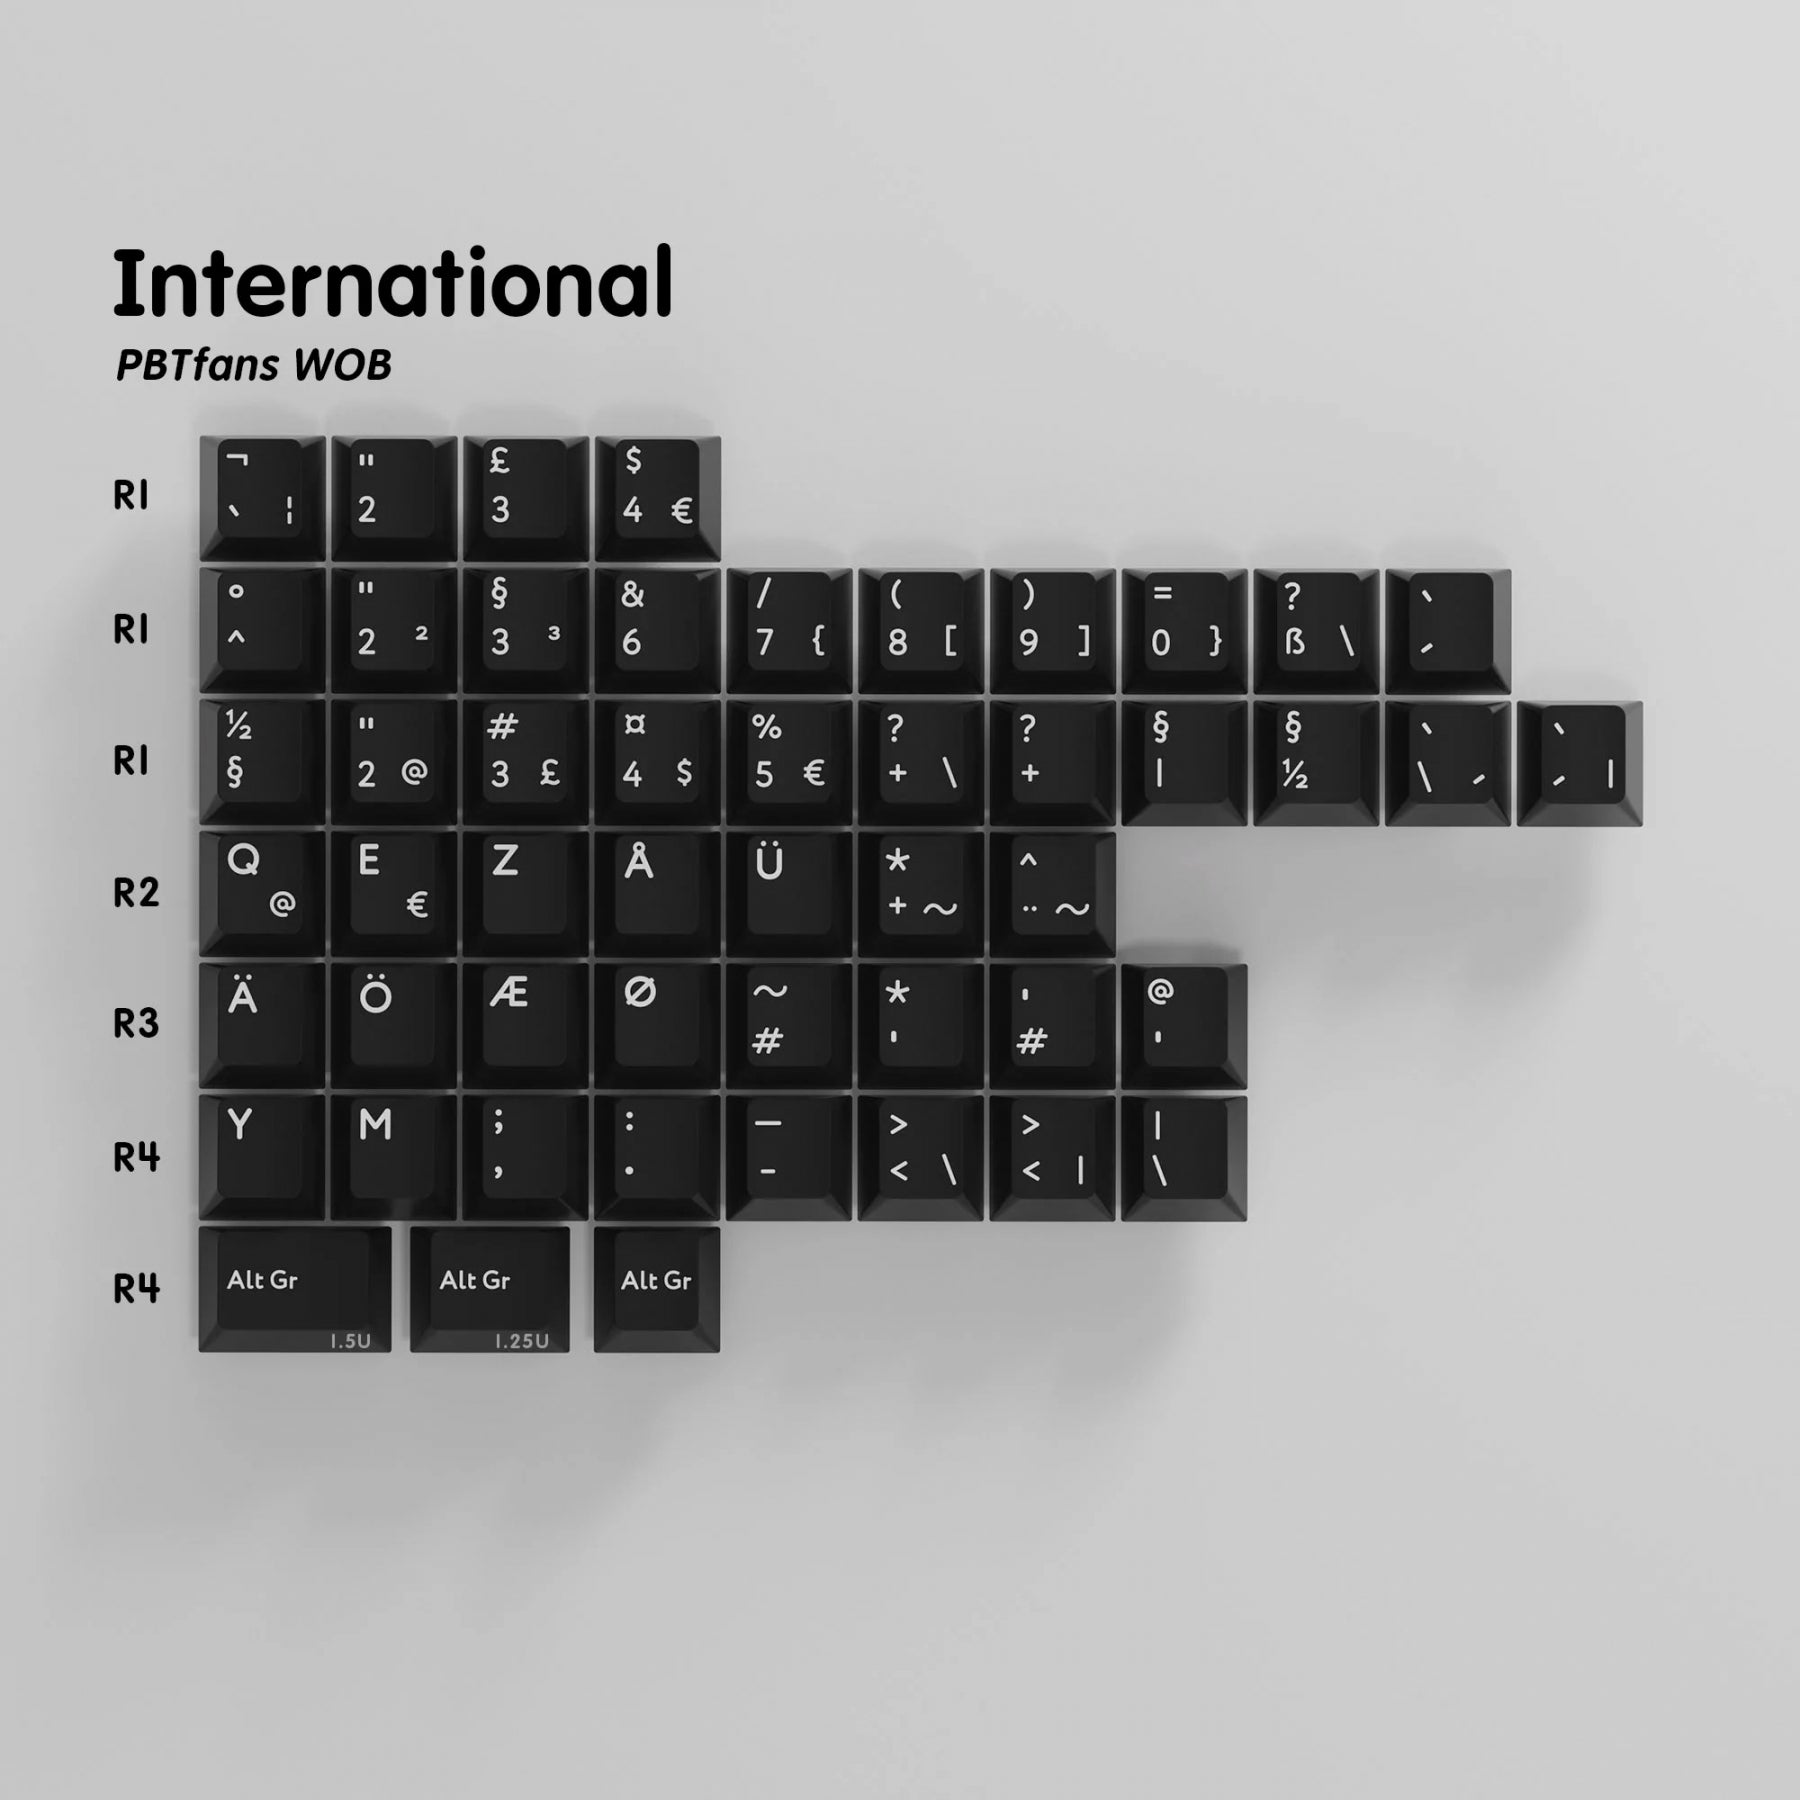 International
PBTfans WOB
R1
¬
` ¦
"
2
£
3
$
4 €
R1
°
^
"
2 ²
§
3 ³
&
6
/
7 {
(
8 [
)
9 ]
=
0 }
?
ß \
`
´
R1
½
§
"
2 @
#
3 £
¤
4 $
%
5 €
?
+ \
?
+
§
|
§
½
`
\ ´
`
´ |
R2
Q
@
E
€
Z
Å
Ü
*
+ ~
^
¨ ~
R3
Ä
Ö
Æ
Ø
~
#
*
'
'
#
@
'
R4
Y
M
;
,
:
.
—
-
>
< \
>
< |
|
\
R4
Alt Gr
1.5U
Alt Gr
1.25U
Alt Gr